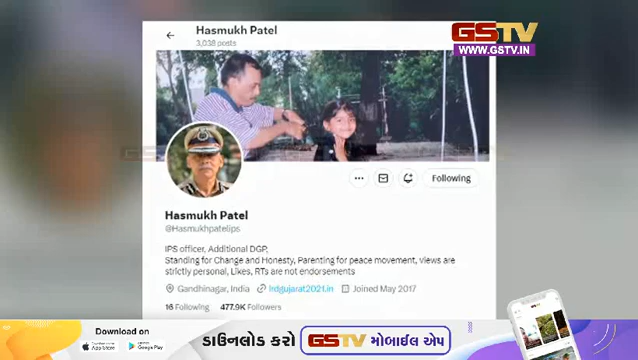 Hasmukh Patel
3,038 posts
GSTV
WWW.GSTV.IN
Following
Hasmukh Patel
@Hasmukhpatelips
IPS officer, Additional DGP,
Standing for Change and Honesty, Parenting for peace movement, views are
strictly personal, Likes, RTs are not endorsements
Gandhinagar, India lrdgujarat2021.in Joined May 2017
16 Following 477.9K Followers
Download on
App Store Google Play
ડાઉનલોડ કરો GSTV મોબાઈલ એપ